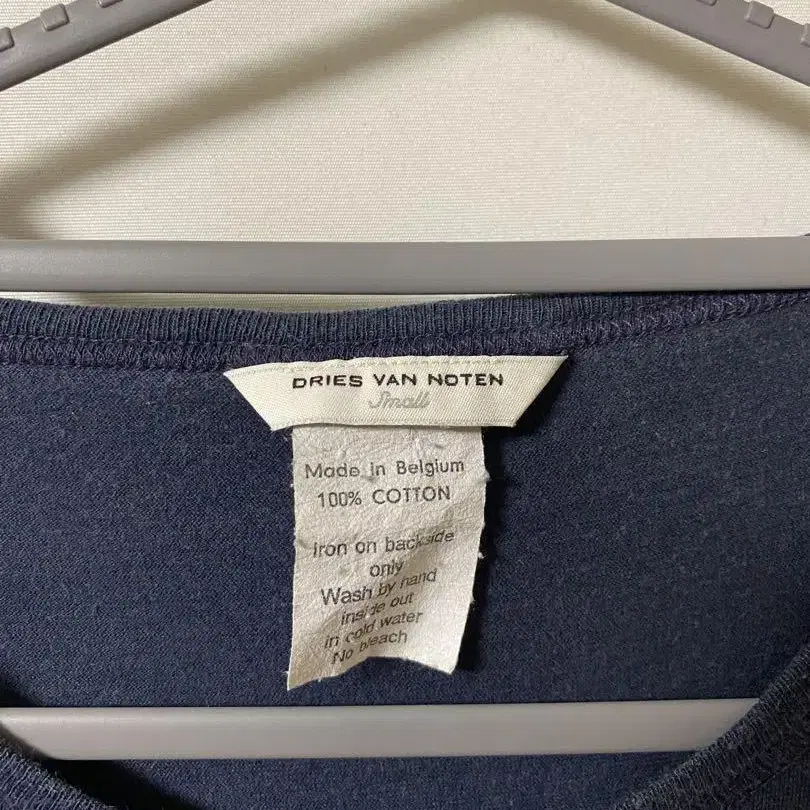 DRIES VAN NOTEN
Small
Made in Belgium
100% COTTON
Iron on backside
only
Wash by hand
inside out
in cold water
No bleach